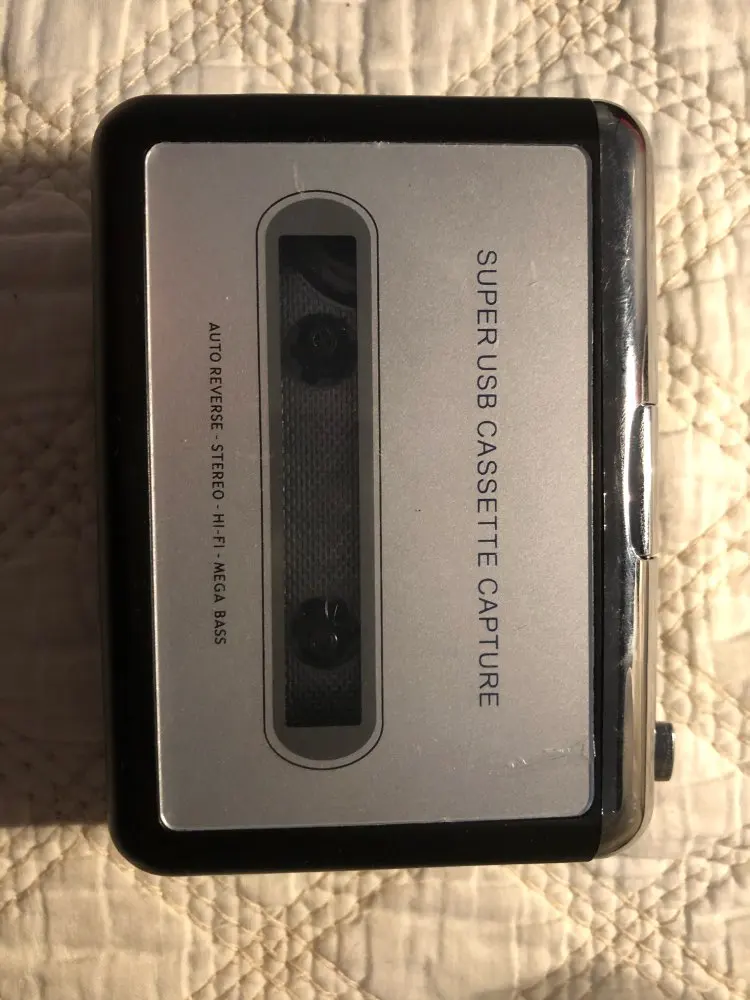 SUPER USB CASSETTE CAPTURE
AUTO REVERSE - STEREO - HI-FI - MEGA BASS